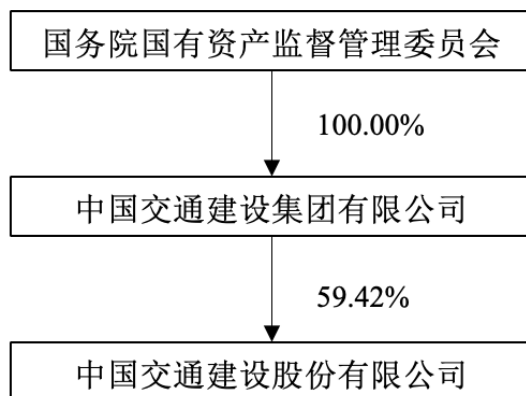 国务院国有资产监督管理委员会
100.00%
中国交通建设集团有限公司
59.42%
中国交通建设股份有限公司